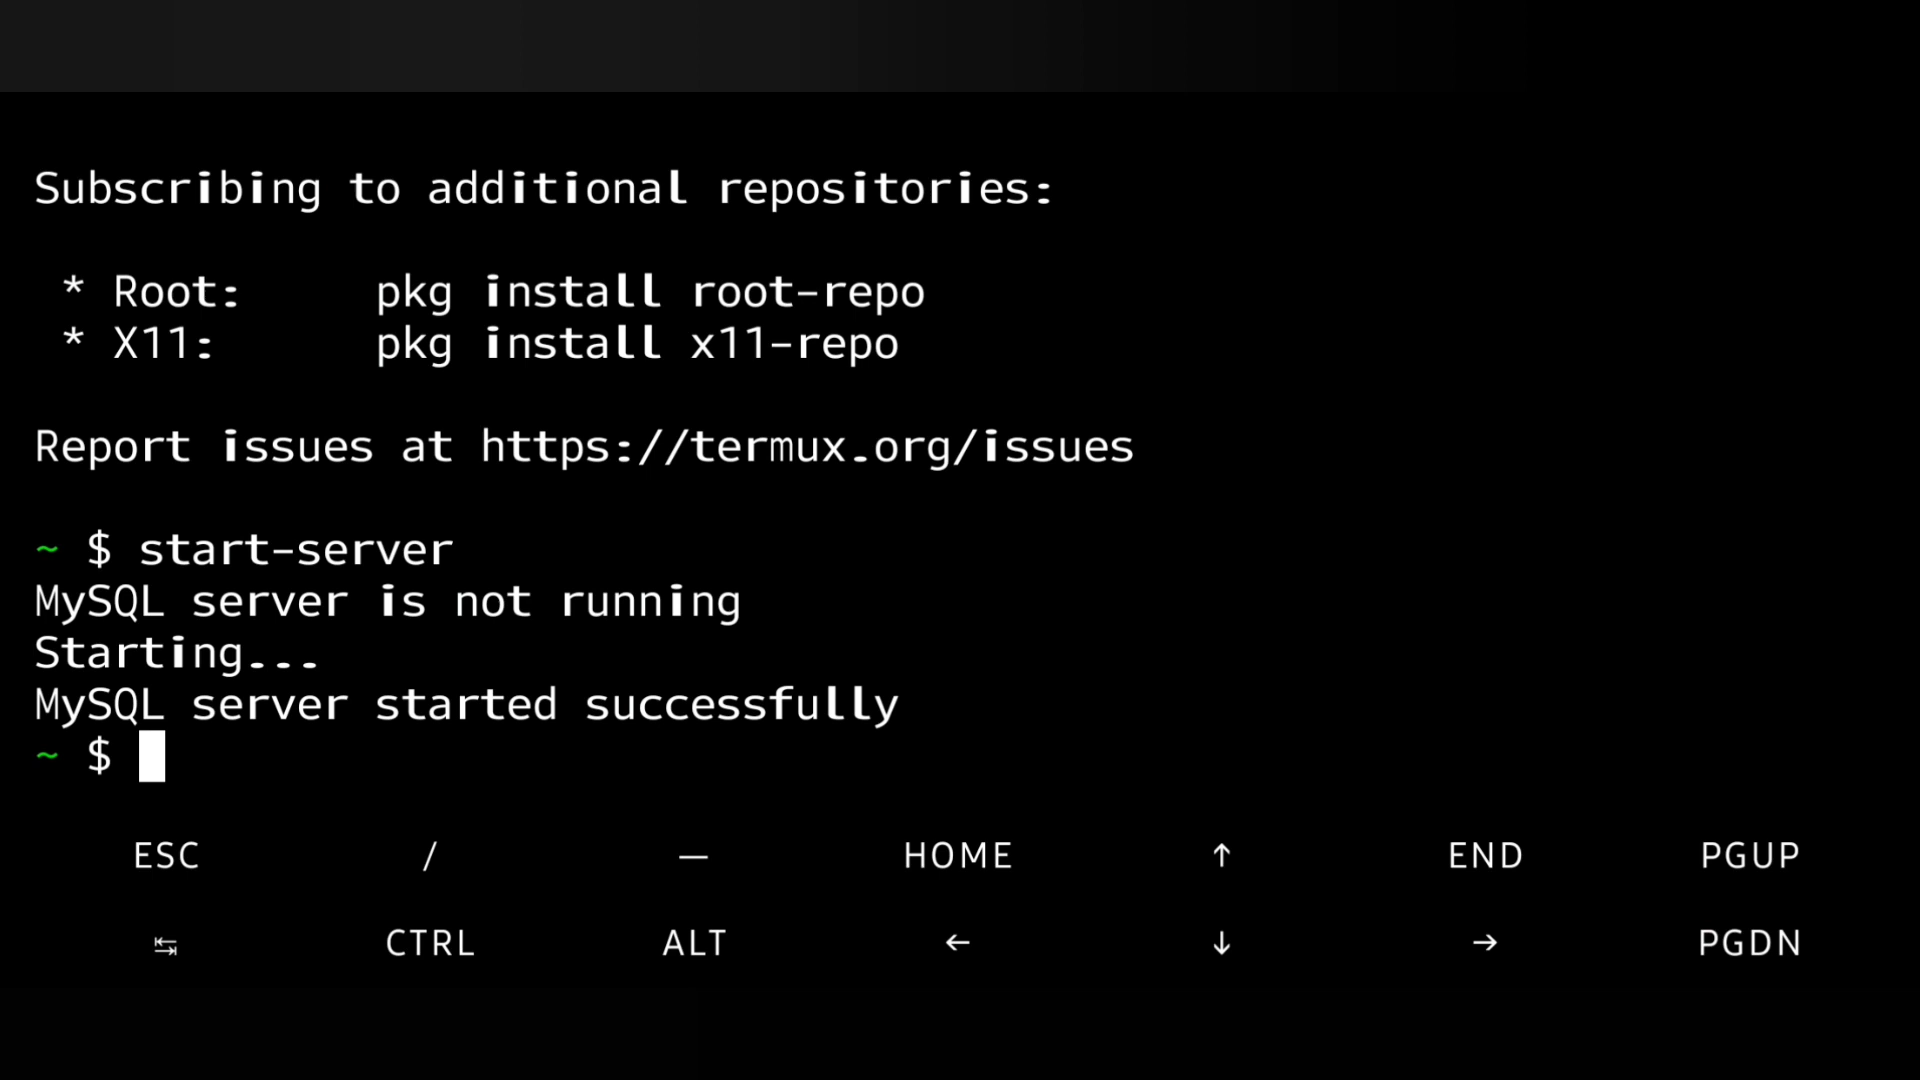 Subscribing to additional repositories:
* Root: pkg install root-repo
* X11: pkg install x11-repo
Report issues at https://termux.org/issues
~ $ start-server
MySQL server is not running
Starting...
MySQL server started successfully
~ $
ESC / — HOME ↑ END PGUP
↹ CTRL ALT ← ↓ → PGDN